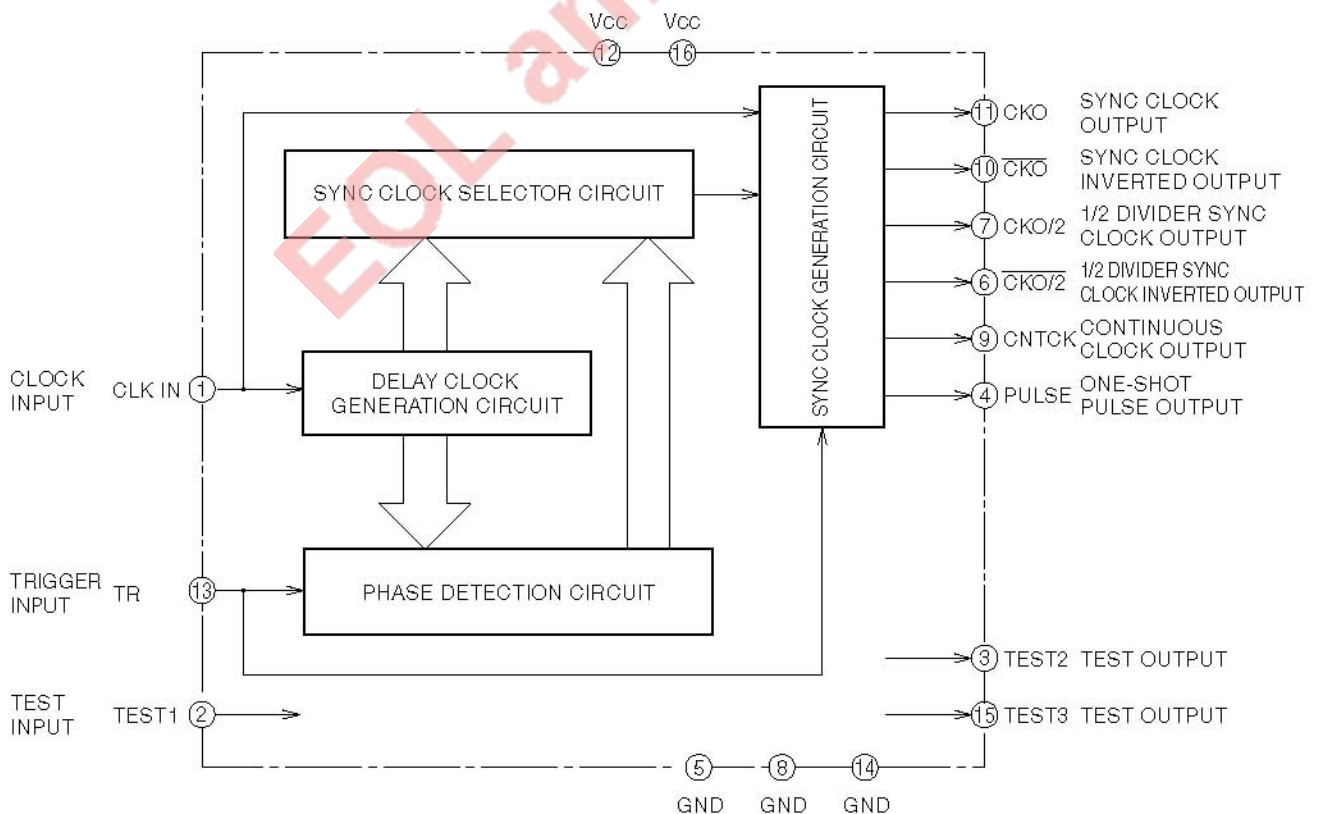 Vcc Vcc
12 16
EOL an
SYNC CLOCK GENERATION CIRCUIT
11 CKO SYNC CLOCK
OUTPUT
SYNC CLOCK SELECTOR CIRCUIT
10 C̅K̅O̅ SYNC CLOCK
INVERTED OUTPUT
7 CKO/2 1/2 DIVIDER SYNC
CLOCK OUTPUT
6 C̅K̅O̅/̅2̅ 1/2 DIVIDER SYNC
CLOCK INVERTED OUTPUT
9 CNTCK CONTINUOUS
CLOCK OUTPUT
CLOCK
INPUT CLK IN 1
DELAY CLOCK
GENERATION CIRCUIT
4 PULSE ONE-SHOT
PULSE OUTPUT
TRIGGER
INPUT TR 13
PHASE DETECTION CIRCUIT
3 TEST2 TEST OUTPUT
TEST
INPUT TEST1 2
15 TEST3 TEST OUTPUT
5 8 14
GND GND GND